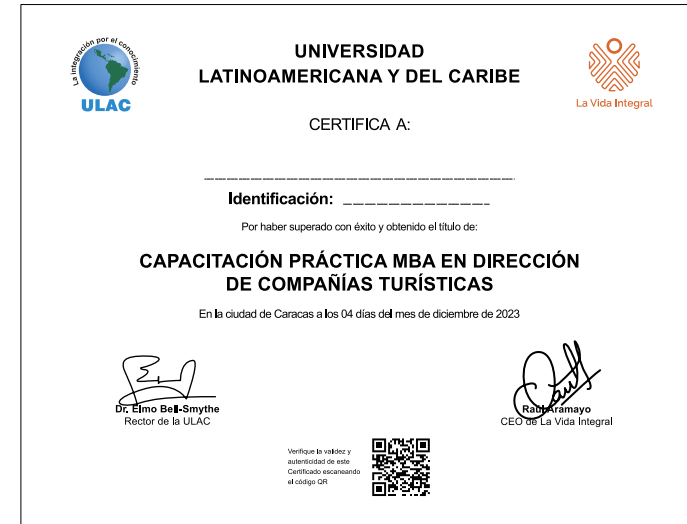 La integración por el conocimiento
ULAC
UNIVERSIDAD
LATINOAMERICANA Y DEL CARIBE
La Vida Integral
CERTIFICA A:
Identificación:
Por haber superado con éxito y obtenido el título de:
CAPACITACIÓN PRÁCTICA MBA EN DIRECCIÓN
DE COMPAÑÍAS TURÍSTICAS
En la ciudad de Caracas a los 04 días del mes de diciembre de 2023
Dr. Elmo Bell-Smythe
Rector de la ULAC
Raúl Aramayo
CEO de La Vida Integral
Verifique la validez y
autenticidad de este
Certificado escaneando
el código QR